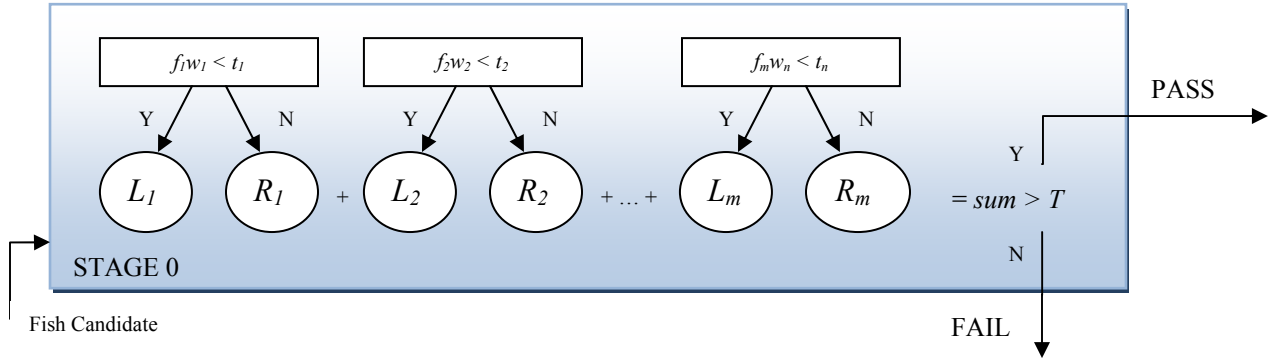 f₁w₁ < t₁ f₂w₂ < t₂ fₘwₙ < tₙ
PASS
Y N Y N Y N
Y
L₁ R₁ + L₂ R₂ + … + Lₘ Rₘ = sum > T
N
STAGE 0
Fish Candidate
FAIL